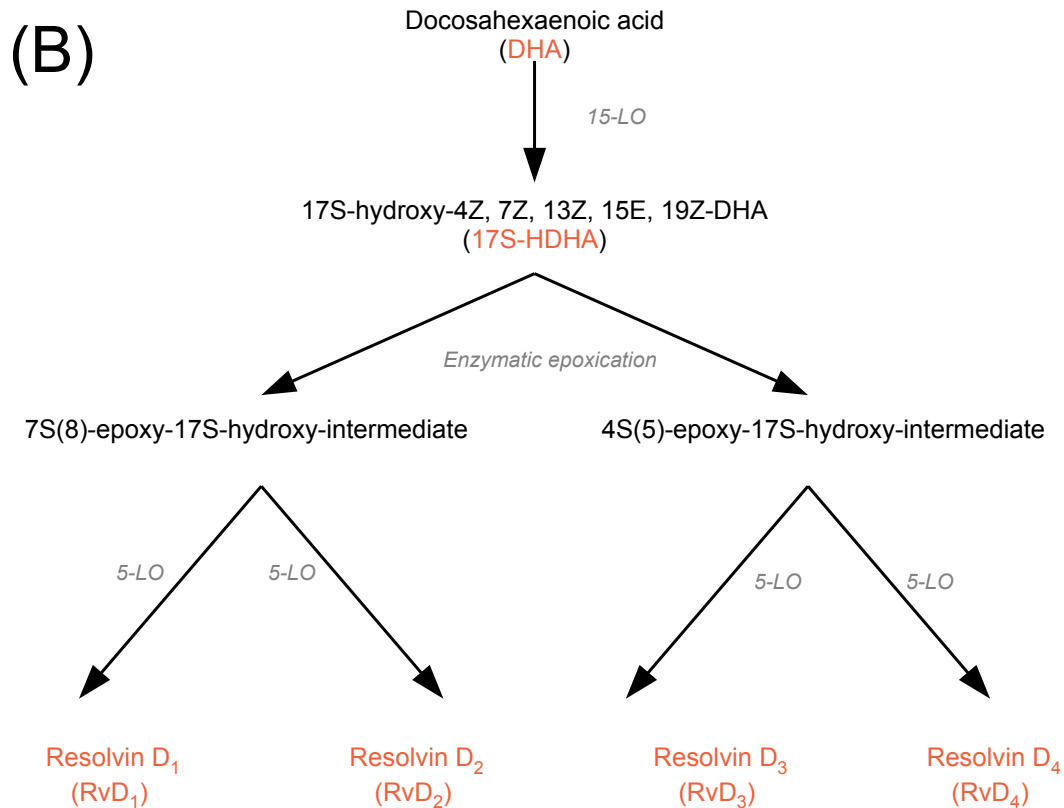 (B)
Docosahexaenoic acid
(DHA)
15-LO
17S-hydroxy-4Z, 7Z, 13Z, 15E, 19Z-DHA
(17S-HDHA)
Enzymatic epoxication
7S(8)-epoxy-17S-hydroxy-intermediate
4S(5)-epoxy-17S-hydroxy-intermediate
5-LO
5-LO
5-LO
5-LO
Resolvin D₁
(RvD₁)
Resolvin D₂
(RvD₂)
Resolvin D₃
(RvD₃)
Resolvin D₄
(RvD₄)